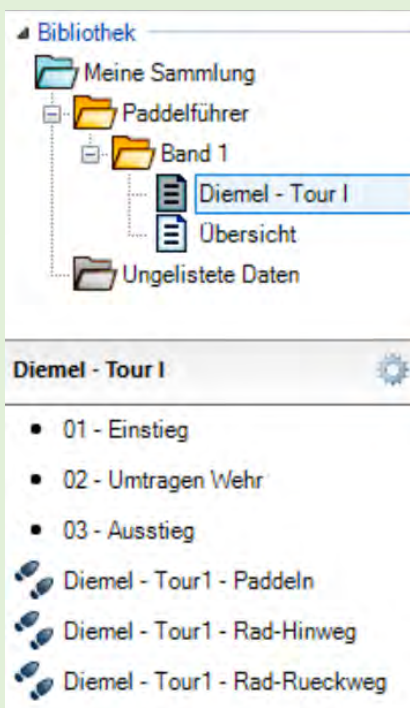 Bibliothek
Meine Sammlung
Paddelführer
Band 1
Diemel - Tour I
Übersicht
Ungelistete Daten
Diemel - Tour I
01 - Einstieg
02 - Umtragen Wehr
03 - Ausstieg
Diemel - Tour1 - Paddeln
Diemel - Tour1 - Rad-Hinweg
Diemel - Tour1 - Rad-Rueckweg